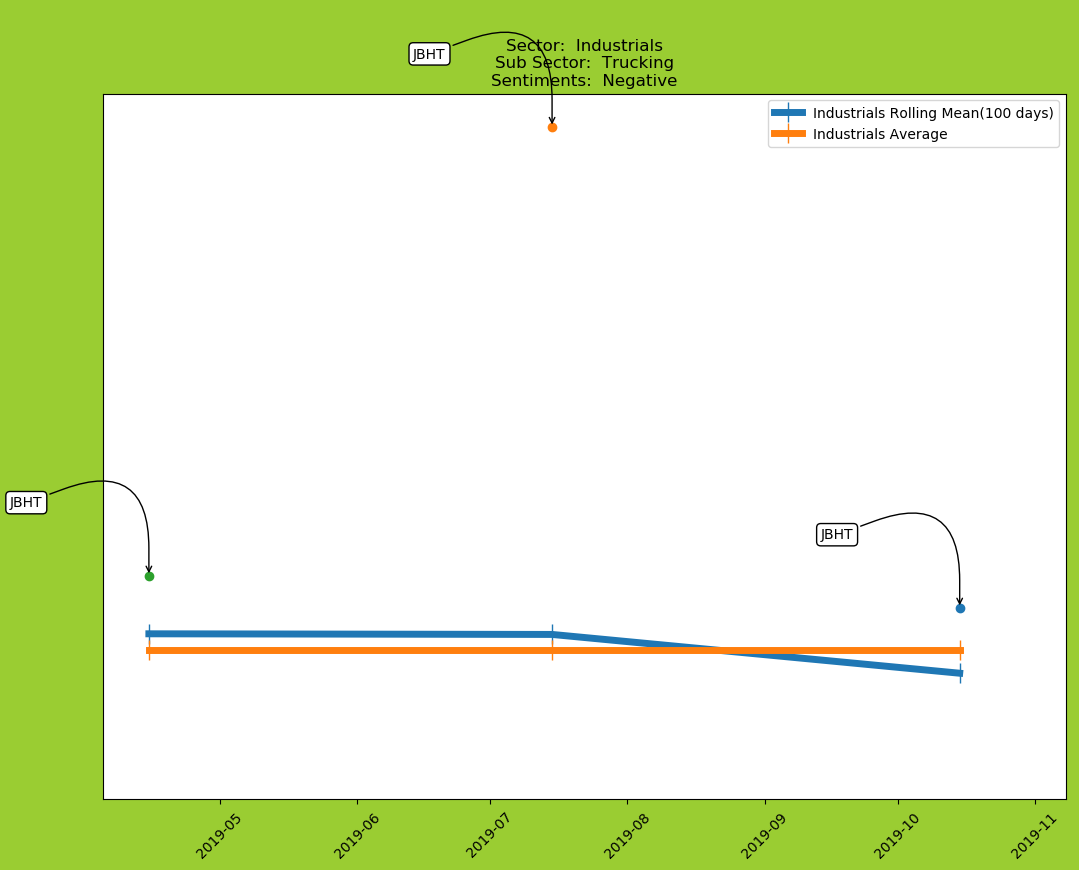 JBHT
Sector:  Industrials
Sub Sector:  Trucking
Sentiments:  Negative
Industrials Rolling Mean(100 days)
Industrials Average
JBHT
JBHT
2019-05
2019-06
2019-07
2019-08
2019-09
2019-10
2019-11